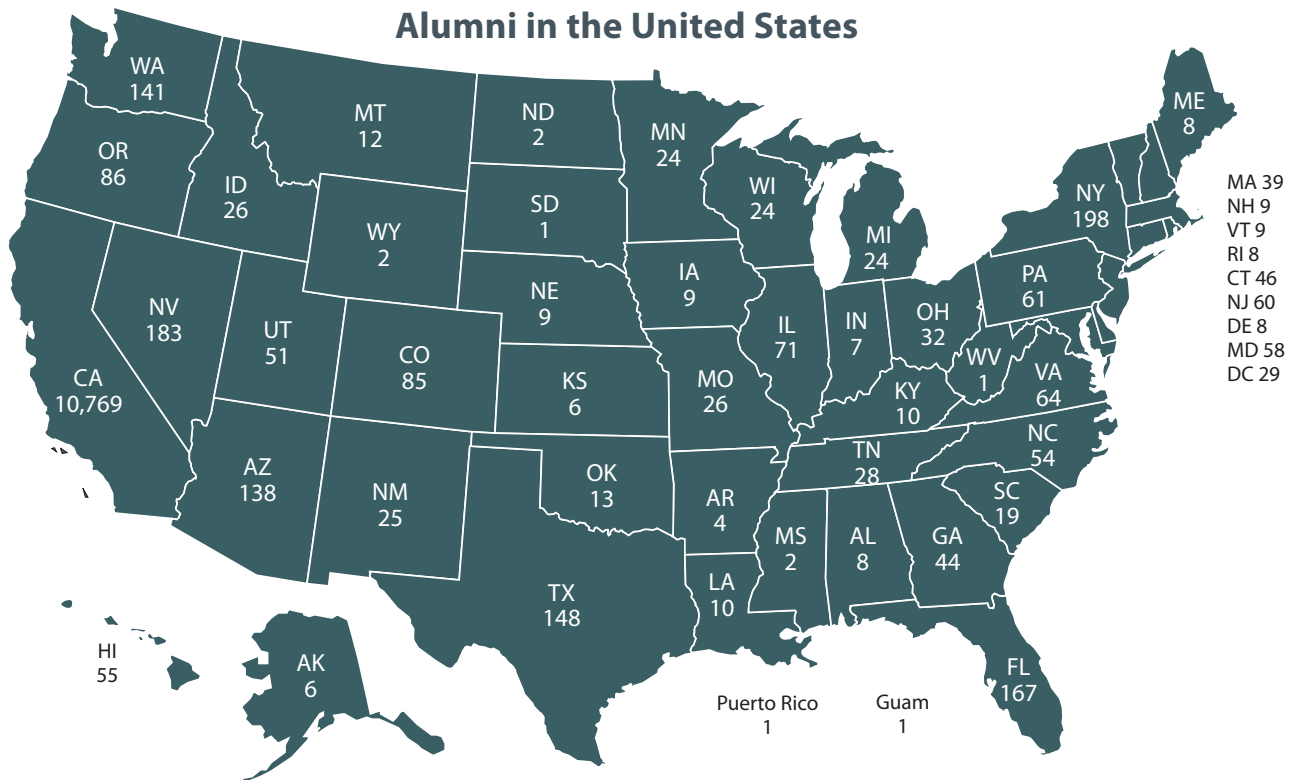 Alumni in the United States
WA
141
OR
86
ID
26
MT
12
ND
2
MN
24
SD
1
WY
2
WI
24
MI
24
NY
198
ME
8
MA 39
NH 9
VT 9
RI 8
CT 46
NJ 60
DE 8
MD 58
DC 29
CA
10,769
NV
183
UT
51
CO
85
NE
9
IA
9
KS
6
MO
26
IL
71
IN
7
OH
32
PA
61
WV
1
VA
64
KY
10
AZ
138
NM
25
OK
13
AR
4
TN
28
NC
54
SC
19
MS
2
AL
8
GA
44
TX
148
LA
10
FL
167
HI
55
AK
6
Puerto Rico
1
Guam
1